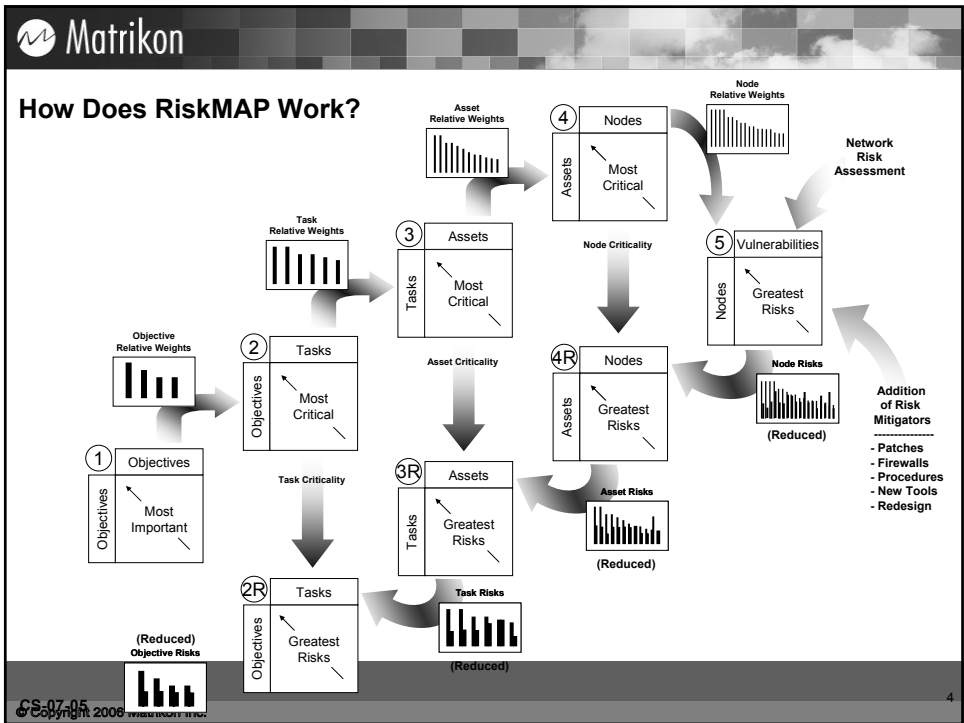 Matrikon
How Does RiskMAP Work?
Node
Relative Weights
Asset
Relative Weights
4
Nodes
Assets
Most
Critical
Network
Risk
Assessment
Task
Relative Weights
3
Assets
Tasks
Most
Critical
Node Criticality
5
Vulnerabilities
Nodes
Greatest
Risks
Objective
Relative Weights
2
Tasks
Objectives
Most
Critical
Asset Criticality
4R
Nodes
Assets
Greatest
Risks
Node Risks
(Reduced)
Addition
of Risk
Mitigators
---------------
- Patches
- Firewalls
- Procedures
- New Tools
- Redesign
1
Objectives
Objectives
Most
Important
Task Criticality
3R
Assets
Tasks
Greatest
Risks
Asset Risks
(Reduced)
2R
Tasks
Objectives
Greatest
Risks
Task Risks
(Reduced)
(Reduced)
Objective Risks
CS-07-05
© Copyright 2006 Matrikon Inc.
4